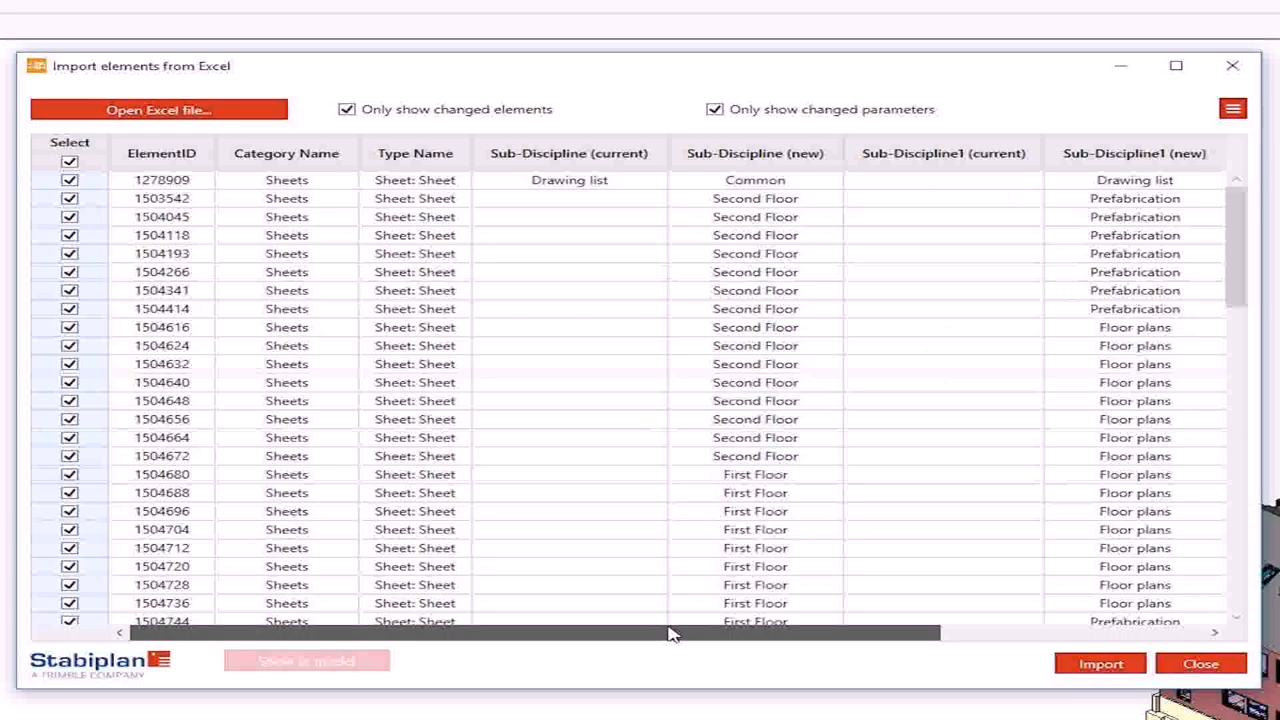 Import elements from Excel
Open Excel file... Only show changed elements Only show changed parameters
Select ElementID Category Name Type Name Sub-Discipline (current) Sub-Discipline (new) Sub-Discipline1 (current) Sub-Discipline1 (new)
1278909 Sheets Sheet: Sheet Drawing list Common Drawing list
1503542 Sheets Sheet: Sheet Second Floor Prefabrication
1504045 Sheets Sheet: Sheet Second Floor Prefabrication
1504118 Sheets Sheet: Sheet Second Floor Prefabrication
1504193 Sheets Sheet: Sheet Second Floor Prefabrication
1504266 Sheets Sheet: Sheet Second Floor Prefabrication
1504341 Sheets Sheet: Sheet Second Floor Prefabrication
1504414 Sheets Sheet: Sheet Second Floor Prefabrication
1504616 Sheets Sheet: Sheet Second Floor Floor plans
1504624 Sheets Sheet: Sheet Second Floor Floor plans
1504632 Sheets Sheet: Sheet Second Floor Floor plans
1504640 Sheets Sheet: Sheet Second Floor Floor plans
1504648 Sheets Sheet: Sheet Second Floor Floor plans
1504656 Sheets Sheet: Sheet Second Floor Floor plans
1504664 Sheets Sheet: Sheet Second Floor Floor plans
1504672 Sheets Sheet: Sheet Second Floor Floor plans
1504680 Sheets Sheet: Sheet First Floor Floor plans
1504688 Sheets Sheet: Sheet First Floor Floor plans
1504696 Sheets Sheet: Sheet First Floor Floor plans
1504704 Sheets Sheet: Sheet First Floor Floor plans
1504712 Sheets Sheet: Sheet First Floor Floor plans
1504720 Sheets Sheet: Sheet First Floor Floor plans
1504728 Sheets Sheet: Sheet First Floor Floor plans
1504736 Sheets Sheet: Sheet First Floor Floor plans
1504744 Sheets Sheet: Sheet First Floor Prefabrication
Stabiplan Show in model Import Close
A TRIMBLE COMPANY